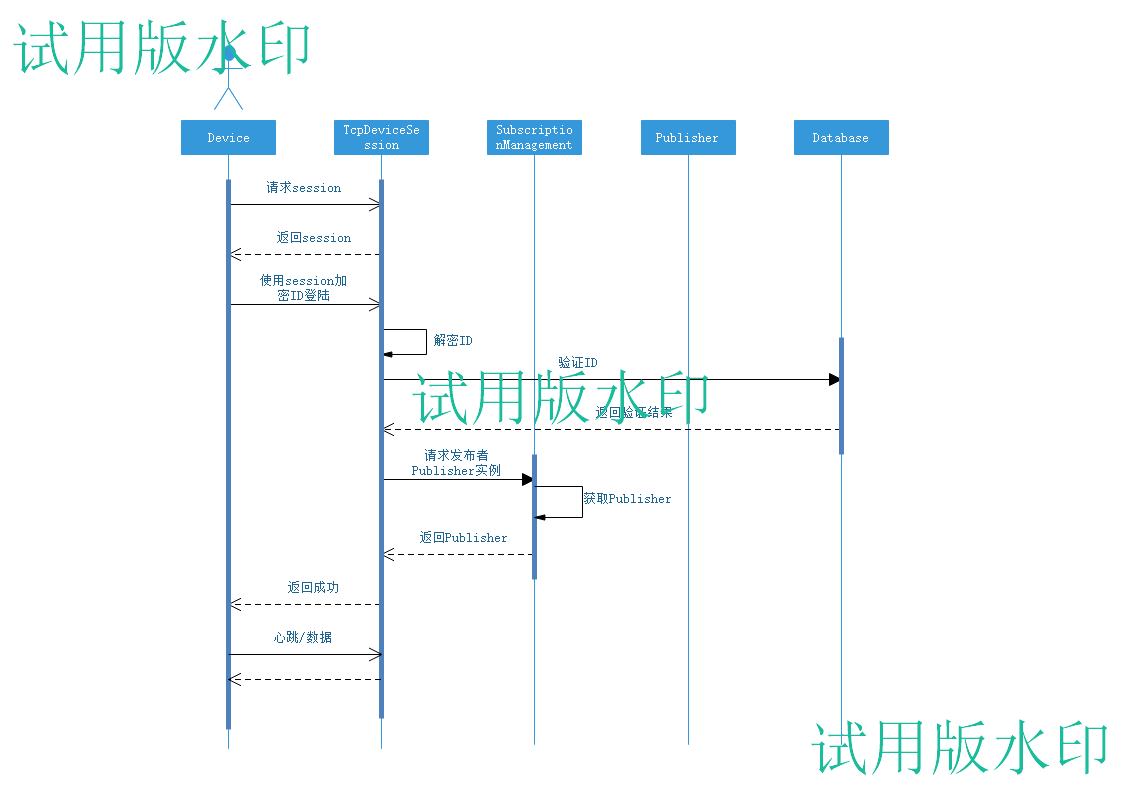 试用版水印
Device
TcpDeviceSe
ssion
Subscriptio
nManagement
Publisher
Database
请求session
返回session
使用session加
密ID登陆
解密ID
验证ID
试用版水印
返回验证结果
请求发布者
Publisher实例
获取Publisher
返回Publisher
返回成功
心跳/数据
试用版水印